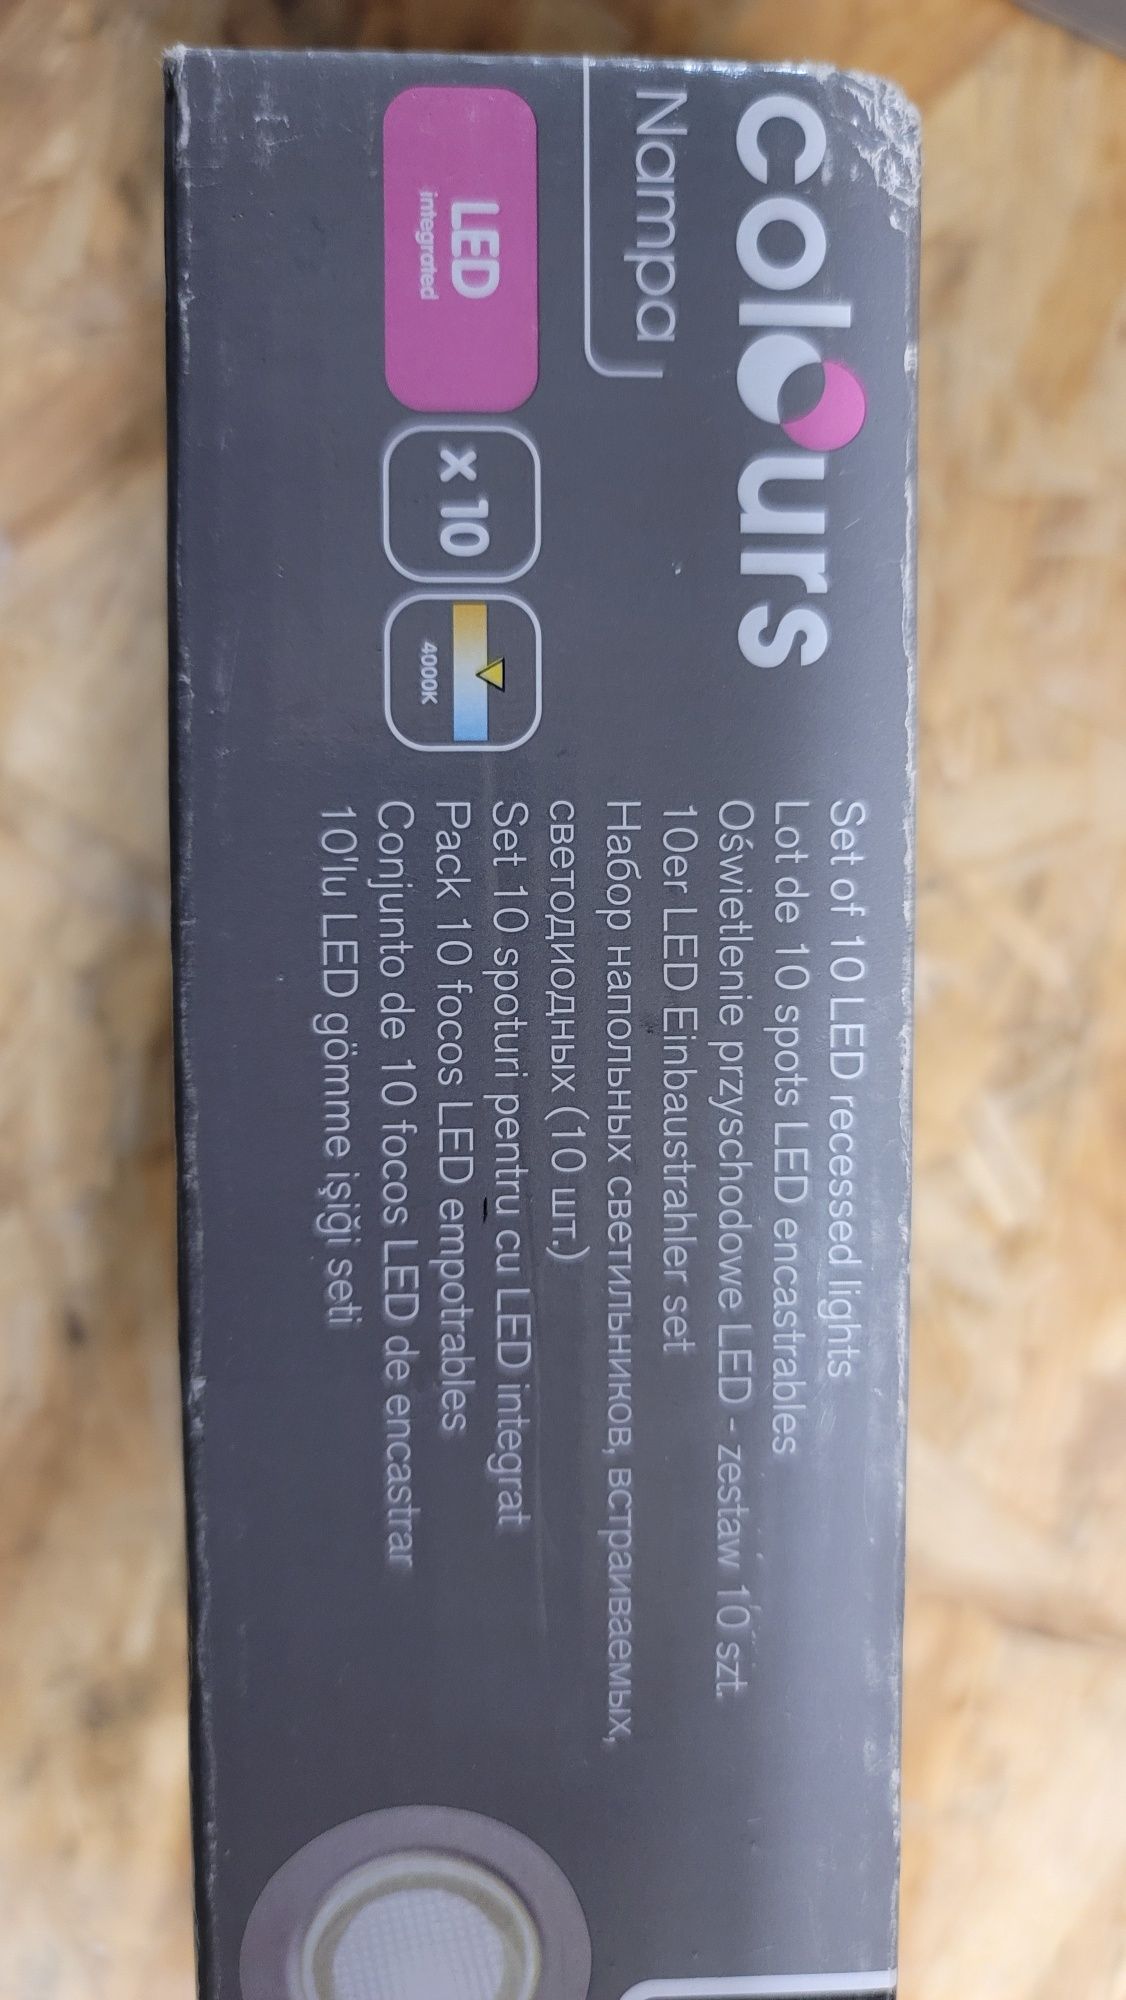 colours
Nampa
LED
integrated
x 10
4000K
Set of 10 LED recessed lights
Lot de 10 spots LED encastrables
Oświetlenie przyschodowe LED - zestaw 10 szt.
10er LED Einbaustrahler set
Набор напольных светильников, встраиваемых,
светодиодных (10 шт.)
Set 10 spoturi pentru cu LED integrat
Pack 10 focos LED empotrables
Conjunto de 10 focos LED de encastrar
10'lu LED gömme işiği seti